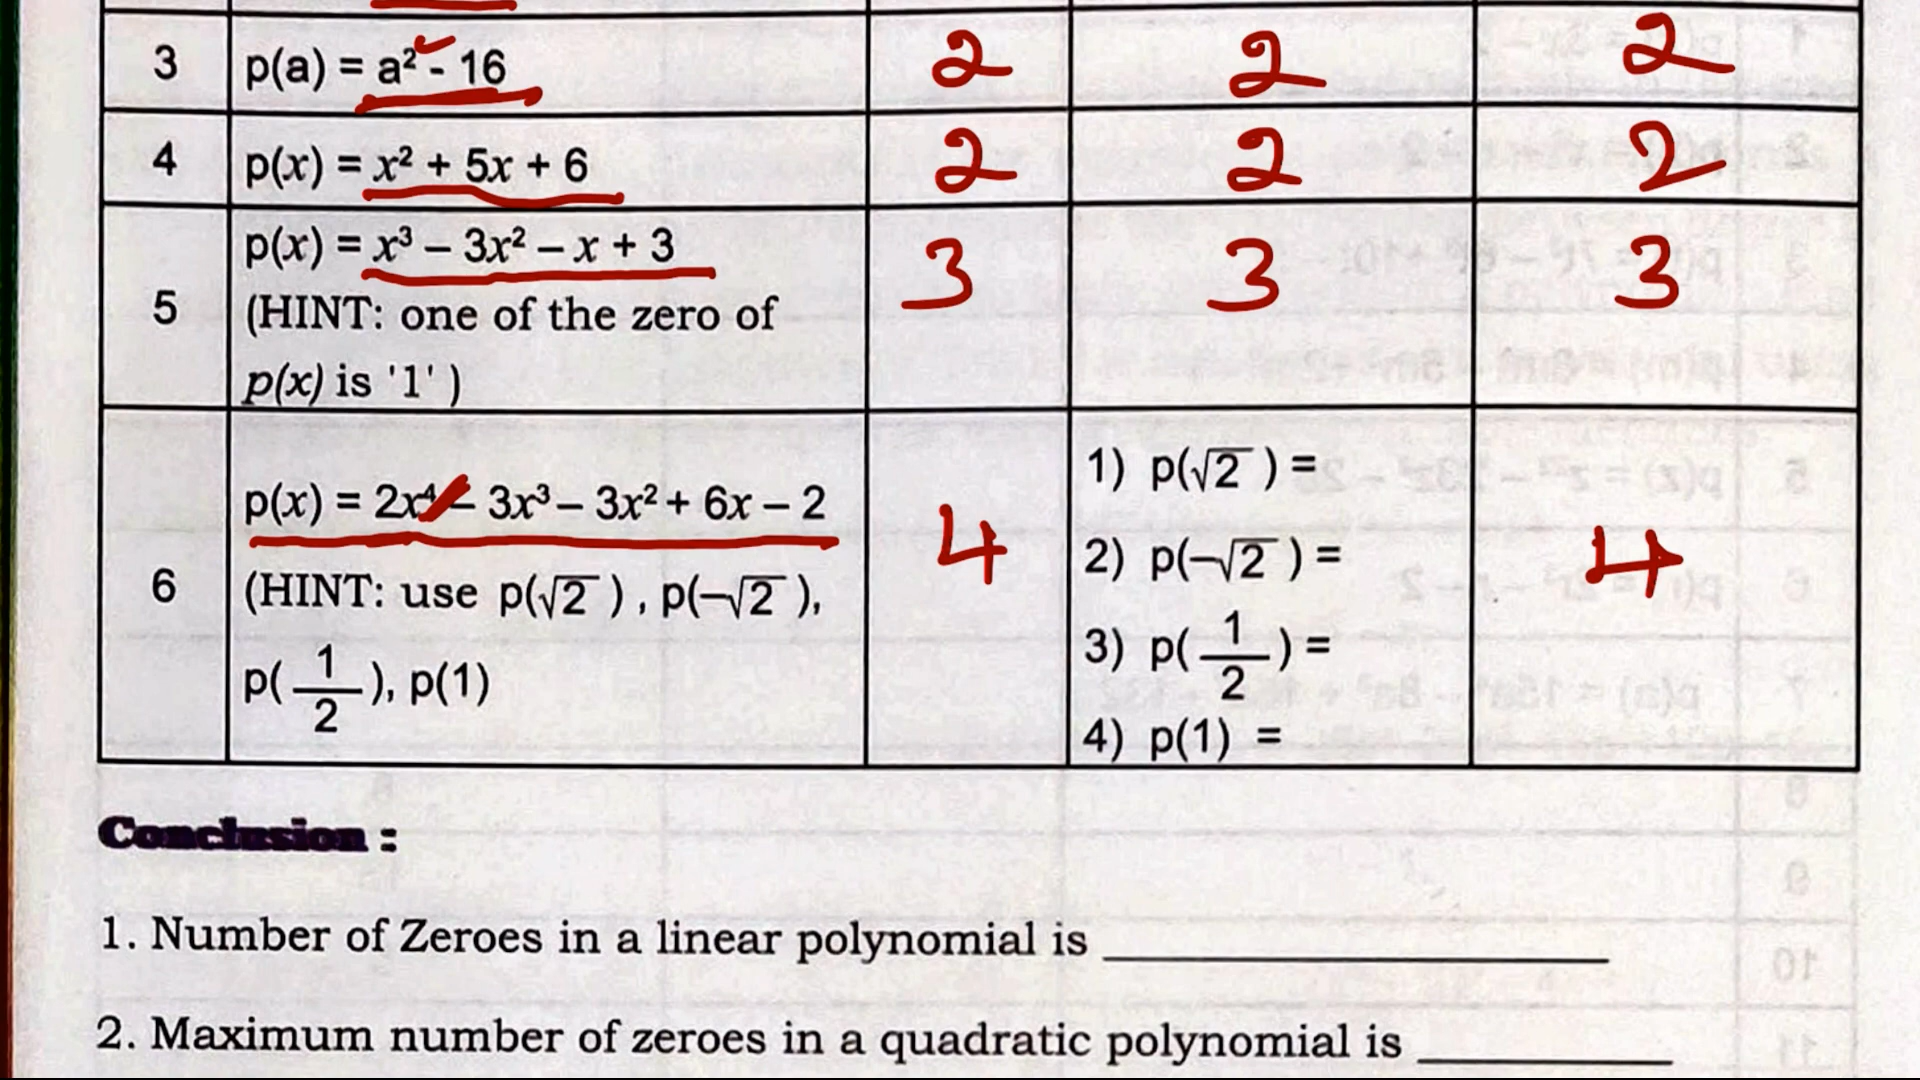 3 p(a) = a² - 16 2 2 2
4 p(x) = x² + 5x + 6 2 2 2
5 p(x) = x³ – 3x² – x + 3 3 3 3
(HINT: one of the zero of
p(x) is '1' )
6 p(x) = 2x⁴ – 3x³ – 3x² + 6x – 2 4 4
(HINT: use p(√2 ) , p(–√2 ),
p( 1/2 ), p(1)
1) p(√2 ) =
2) p(–√2 ) =
3) p( 1/2 ) =
4) p(1) =
Conclusion :
1. Number of Zeroes in a linear polynomial is ____________
2. Maximum number of zeroes in a quadratic polynomial is ________